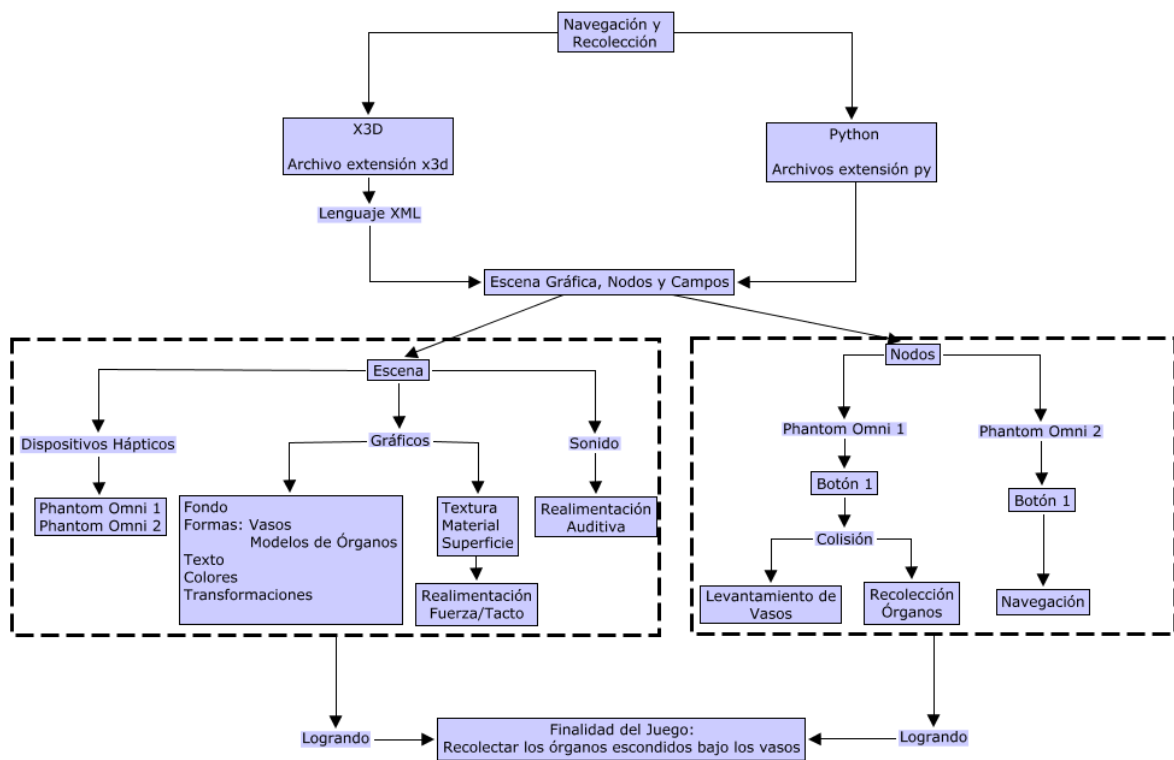 Navegación y
Recolección
X3D
Archivo extensión x3d
Python
Archivos extensión py
Lenguaje XML
Escena Gráfica, Nodos y Campos
Escena
Dispositivos Hápticos
Phantom Omni 1
Phantom Omni 2
Gráficos
Fondo
Formas: Vasos
Modelos de Órganos
Texto
Colores
Transformaciones
Textura
Material
Superficie
Realimentación
Fuerza/Tacto
Sonido
Realimentación
Auditiva
Nodos
Phantom Omni 1
Botón 1
Colisión
Levantamiento de
Vasos
Recolección
Órganos
Phantom Omni 2
Botón 1
Navegación
Logrando
Finalidad del Juego:
Recolectar los órganos escondidos bajo los vasos
Logrando